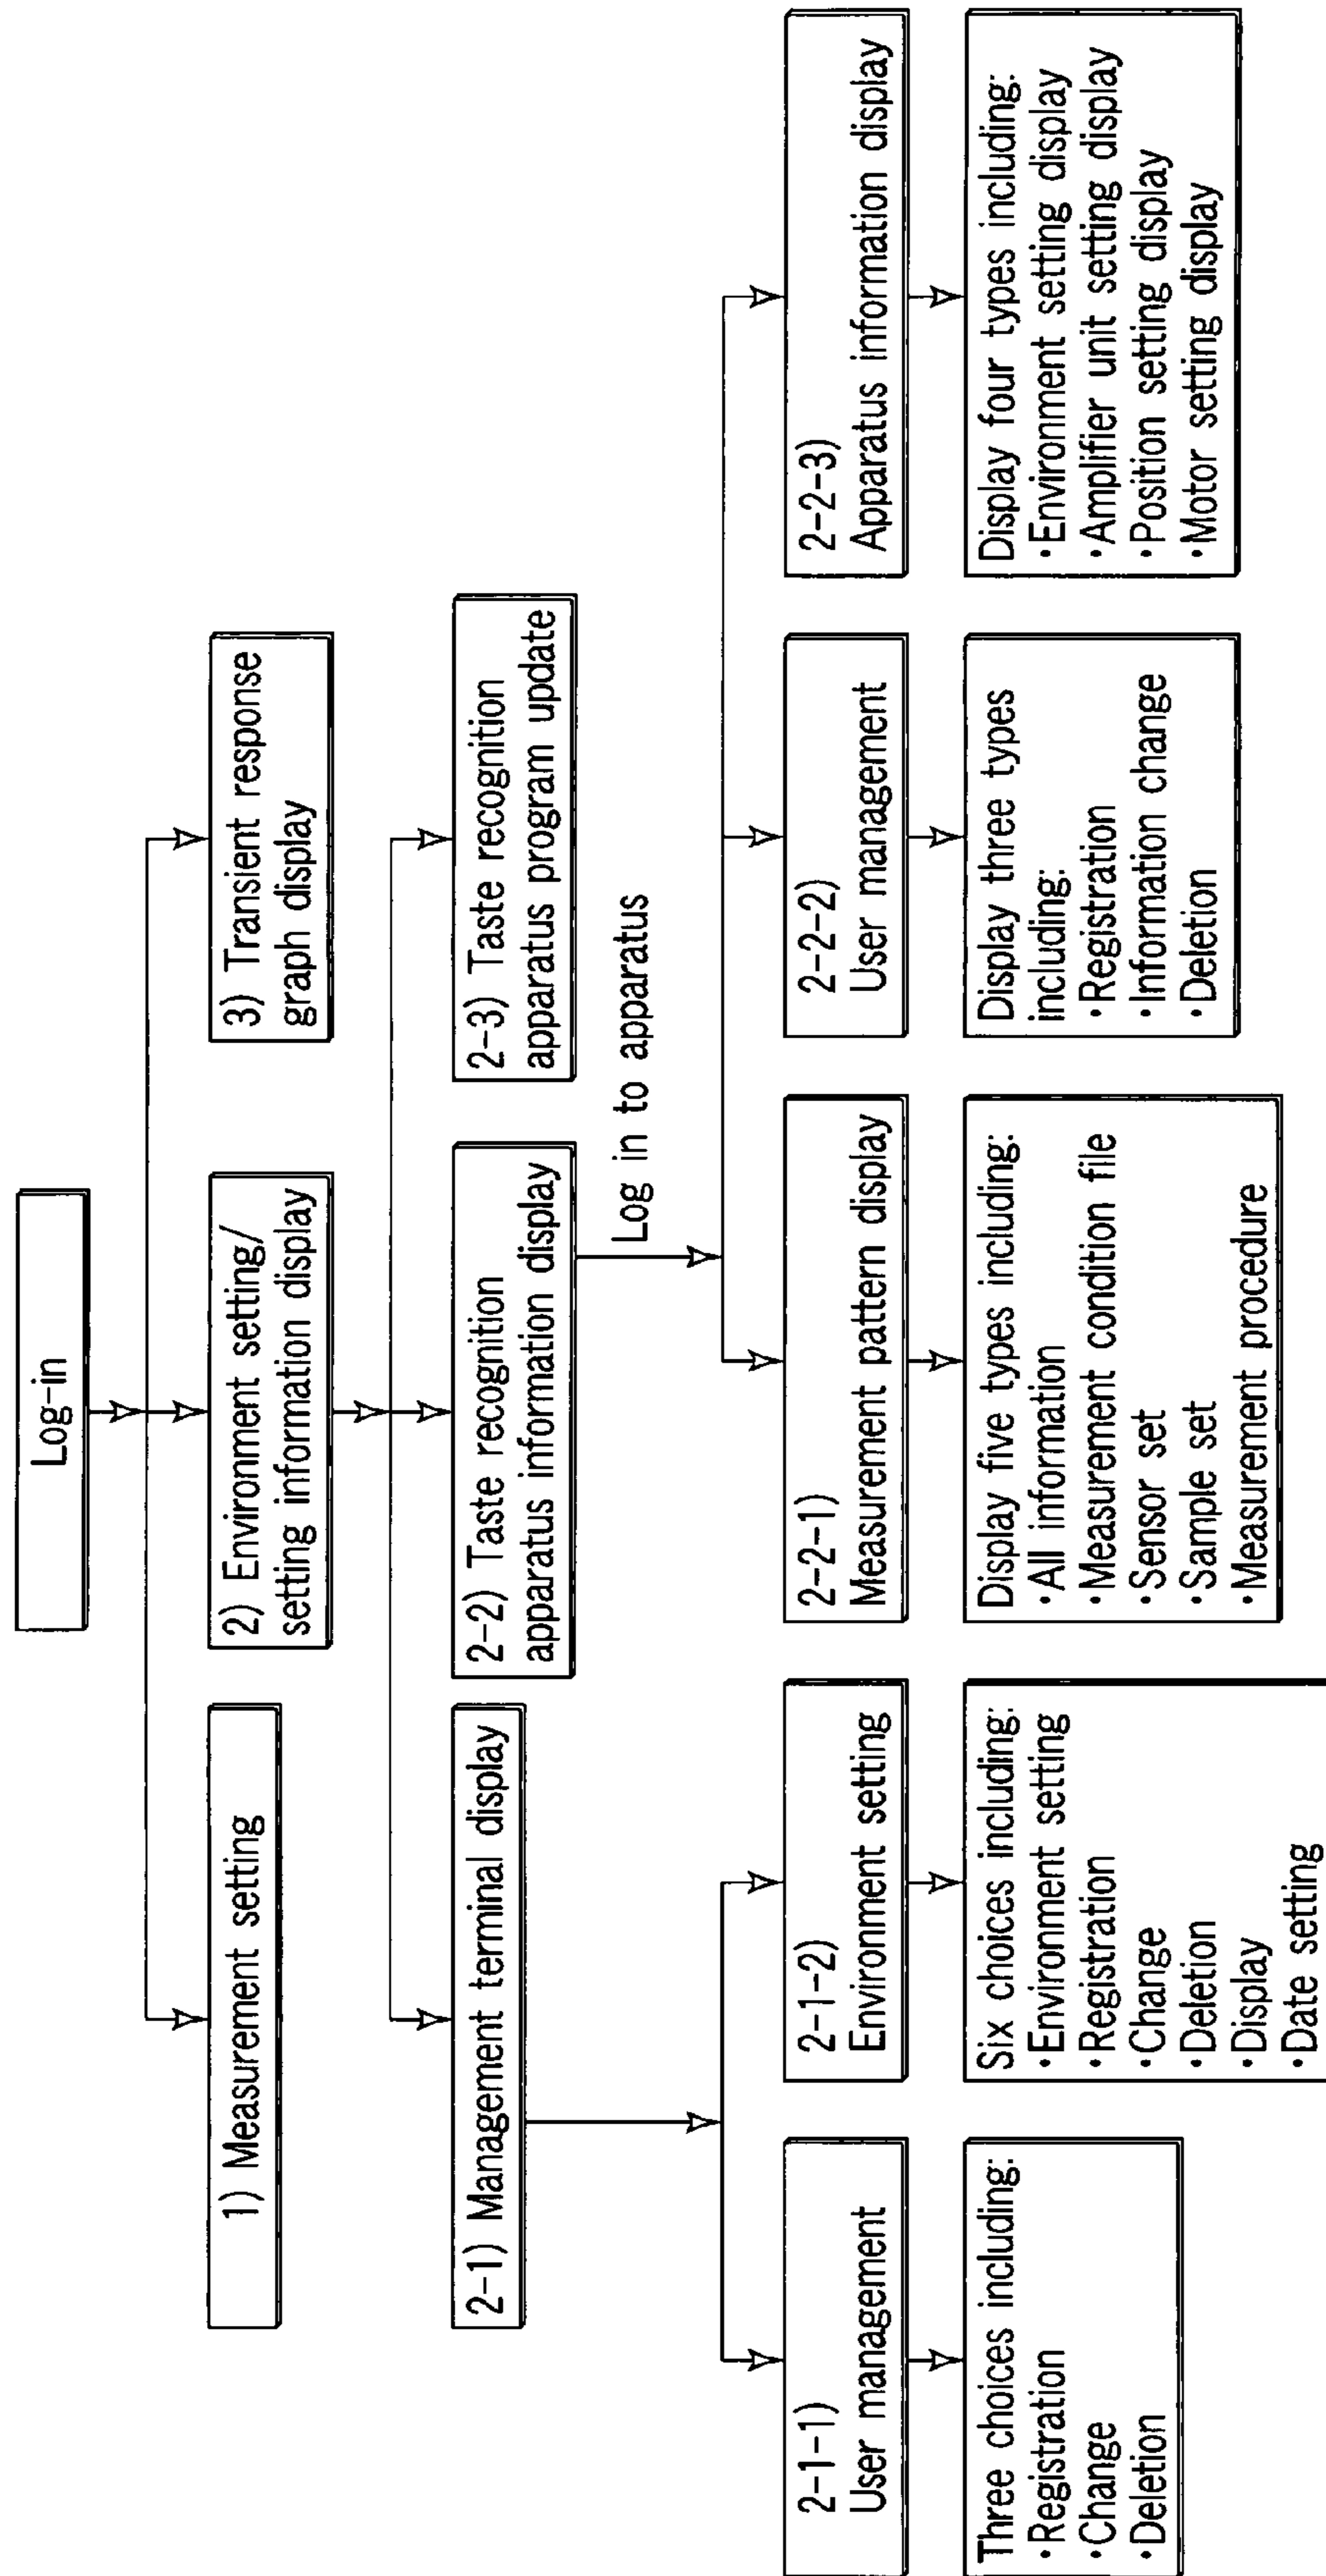 Log-in
1) Measurement setting
2) Environment setting/
setting information display
3) Transient response
graph display
2-1) Management terminal display
2-2) Taste recognition
apparatus information display
2-3) Taste recognition
apparatus program update
Log in to apparatus
2-1-1)
User management
2-1-2)
Environment setting
2-2-1)
Measurement pattern display
2-2-2)
User management
2-2-3)
Apparatus information display
Three choices including:
・Registration
・Change
・Deletion
Six choices including:
・Environment setting
・Registration
・Change
・Deletion
・Display
・Date setting
Display five types including:
・All information
・Measurement condition file
・Sensor set
・Sample set
・Measurement procedure
Display three types
including:
・Registration
・Information change
・Deletion
Display four types including:
・Environment setting display
・Amplifier unit setting display
・Position setting display
・Motor setting display